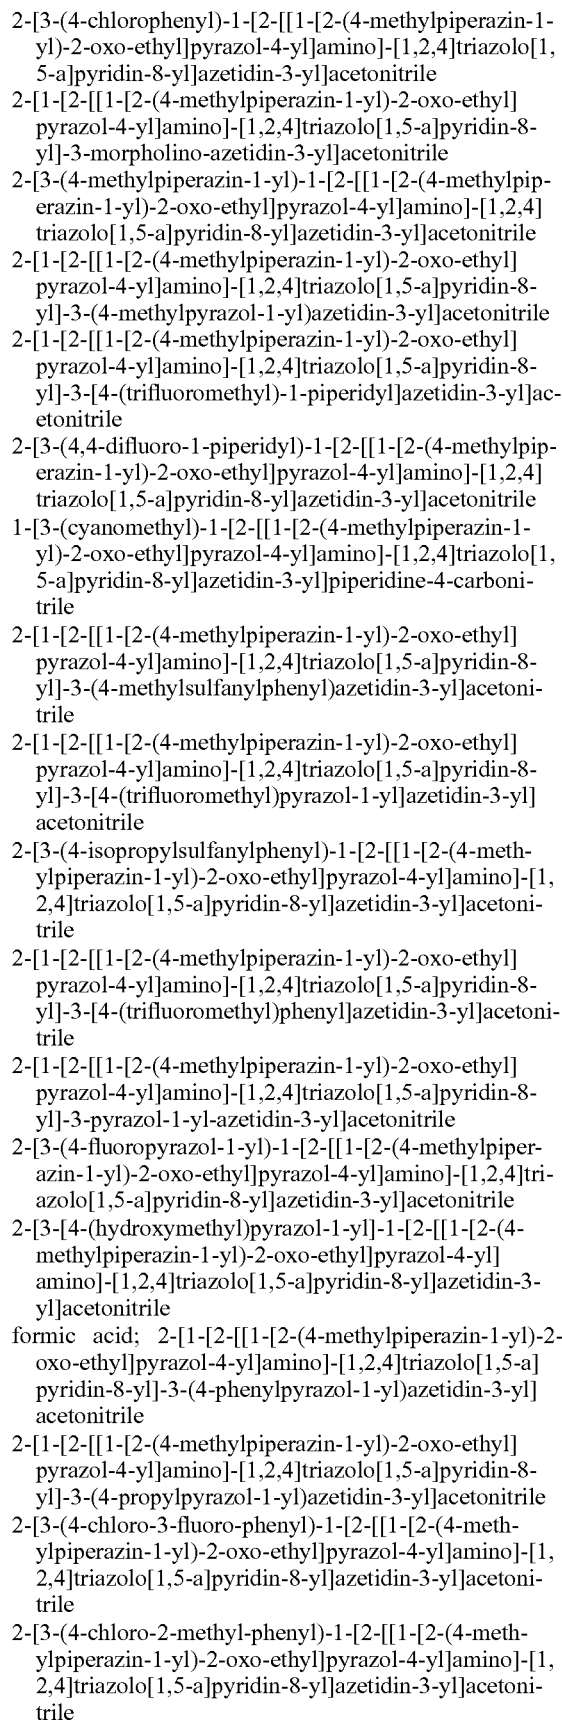 2-[3-(4-chlorophenyl)-1-[2-[[1-[2-(4-methylpiperazin-1-
yl)-2-oxo-ethyl]pyrazol-4-yl]amino]-[1,2,4]triazolo[1,
5-a]pyridin-8-yl]azetidin-3-yl]acetonitrile
2-[1-[2-[[1-[2-(4-methylpiperazin-1-yl)-2-oxo-ethyl]
pyrazol-4-yl]amino]-[1,2,4]triazolo[1,5-a]pyridin-8-
yl]-3-morpholino-azetidin-3-yl]acetonitrile
2-[3-(4-methylpiperazin-1-yl)-1-[2-[[1-[2-(4-methylpip-
erazin-1-yl)-2-oxo-ethyl]pyrazol-4-yl]amino]-[1,2,4]
triazolo[1,5-a]pyridin-8-yl]azetidin-3-yl]acetonitrile
2-[1-[2-[[1-[2-(4-methylpiperazin-1-yl)-2-oxo-ethyl]
pyrazol-4-yl]amino]-[1,2,4]triazolo[1,5-a]pyridin-8-
yl]-3-(4-methylpyrazol-1-yl)azetidin-3-yl]acetonitrile
2-[1-[2-[[1-[2-(4-methylpiperazin-1-yl)-2-oxo-ethyl]
pyrazol-4-yl]amino]-[1,2,4]triazolo[1,5-a]pyridin-8-
yl]-3-[4-(trifluoromethyl)-1-piperidyl]azetidin-3-yl]ac-
etonitrile
2-[3-(4,4-difluoro-1-piperidyl)-1-[2-[[1-[2-(4-methylpip-
erazin-1-yl)-2-oxo-ethyl]pyrazol-4-yl]amino]-[1,2,4]
triazolo[1,5-a]pyridin-8-yl]azetidin-3-yl]acetonitrile
1-[3-(cyanomethyl)-1-[2-[[1-[2-(4-methylpiperazin-1-
yl)-2-oxo-ethyl]pyrazol-4-yl]amino]-[1,2,4]triazolo[1,
5-a]pyridin-8-yl]azetidin-3-yl]piperidine-4-carboni-
trile
2-[1-[2-[[1-[2-(4-methylpiperazin-1-yl)-2-oxo-ethyl]
pyrazol-4-yl]amino]-[1,2,4]triazolo[1,5-a]pyridin-8-
yl]-3-(4-methylsulfanylphenyl)azetidin-3-yl]acetoni-
trile
2-[1-[2-[[1-[2-(4-methylpiperazin-1-yl)-2-oxo-ethyl]
pyrazol-4-yl]amino]-[1,2,4]triazolo[1,5-a]pyridin-8-
yl]-3-[4-(trifluoromethyl)pyrazol-1-yl]azetidin-3-yl]
acetonitrile
2-[3-(4-isopropylsulfanylphenyl)-1-[2-[[1-[2-(4-meth-
ylpiperazin-1-yl)-2-oxo-ethyl]pyrazol-4-yl]amino]-[1,
2,4]triazolo[1,5-a]pyridin-8-yl]azetidin-3-yl]acetoni-
trile
2-[1-[2-[[1-[2-(4-methylpiperazin-1-yl)-2-oxo-ethyl]
pyrazol-4-yl]amino]-[1,2,4]triazolo[1,5-a]pyridin-8-
yl]-3-[4-(trifluoromethyl)phenyl]azetidin-3-yl]acetoni-
trile
2-[1-[2-[[1-[2-(4-methylpiperazin-1-yl)-2-oxo-ethyl]
pyrazol-4-yl]amino]-[1,2,4]triazolo[1,5-a]pyridin-8-
yl]-3-pyrazol-1-yl-azetidin-3-yl]acetonitrile
2-[3-(4-fluoropyrazol-1-yl)-1-[2-[[1-[2-(4-methylpiper-
azin-1-yl)-2-oxo-ethyl]pyrazol-4-yl]amino]-[1,2,4]tri-
azolo[1,5-a]pyridin-8-yl]azetidin-3-yl]acetonitrile
2-[3-[4-(hydroxymethyl)pyrazol-1-yl]-1-[2-[[1-[2-(4-
methylpiperazin-1-yl)-2-oxo-ethyl]pyrazol-4-yl]
amino]-[1,2,4]triazolo[1,5-a]pyridin-8-yl]azetidin-3-
yl]acetonitrile
formic acid; 2-[1-[2-[[1-[2-(4-methylpiperazin-1-yl)-2-
oxo-ethyl]pyrazol-4-yl]amino]-[1,2,4]triazolo[1,5-a]
pyridin-8-yl]-3-(4-phenylpyrazol-1-yl)azetidin-3-yl]
acetonitrile
2-[1-[2-[[1-[2-(4-methylpiperazin-1-yl)-2-oxo-ethyl]
pyrazol-4-yl]amino]-[1,2,4]triazolo[1,5-a]pyridin-8-
yl]-3-(4-propylpyrazol-1-yl)azetidin-3-yl]acetonitrile
2-[3-(4-chloro-3-fluoro-phenyl)-1-[2-[[1-[2-(4-meth-
ylpiperazin-1-yl)-2-oxo-ethyl]pyrazol-4-yl]amino]-[1,
2,4]triazolo[1,5-a]pyridin-8-yl]azetidin-3-yl]acetoni-
trile
2-[3-(4-chloro-2-methyl-phenyl)-1-[2-[[1-[2-(4-meth-
ylpiperazin-1-yl)-2-oxo-ethyl]pyrazol-4-yl]amino]-[1,
2,4]triazolo[1,5-a]pyridin-8-yl]azetidin-3-yl]acetoni-
trile